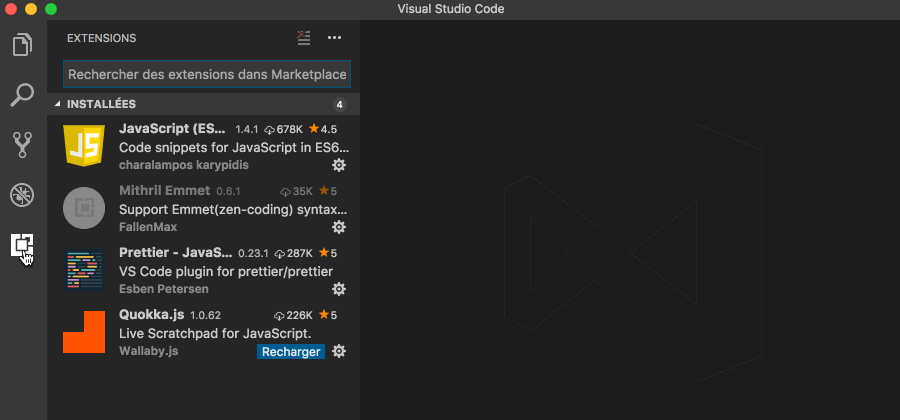 Visual Studio Code
EXTENSIONS
Rechercher des extensions dans Marketplace
INSTALLÉES 4
JS
JavaScript (ES... 1.4.1 678K 4.5
Code snippets for JavaScript in ES6...
charalampos karypidis
Mithril Emmet 0.6.1 35K 5
Support Emmet(zen-coding) syntax...
FallenMax
Prettier - JavaS... 0.23.1 287K 5
VS Code plugin for prettier/prettier
Esben Petersen
Quokka.js 1.0.62 226K 5
Live Scratchpad for JavaScript.
Wallaby.js Recharger